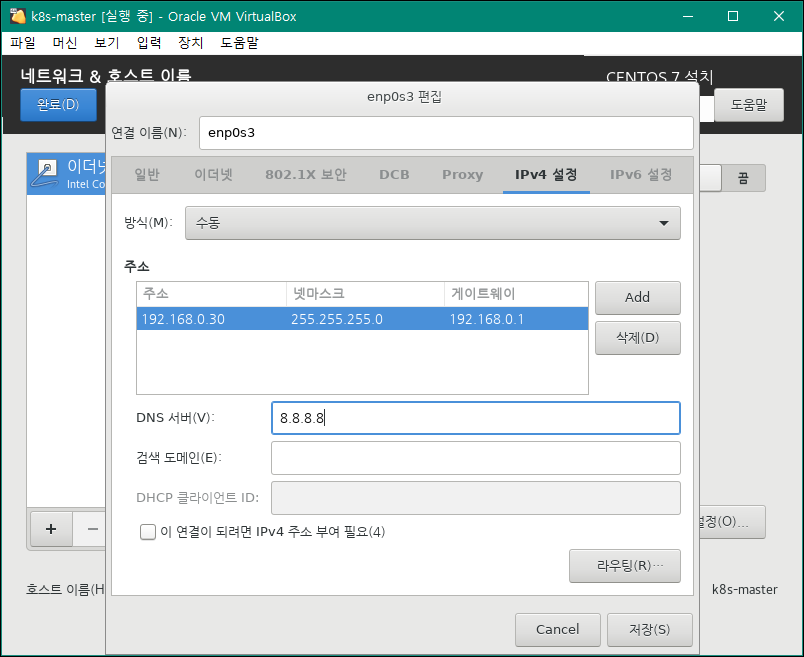 k8s-master [실행 중] - Oracle VM VirtualBox
파일 머신 보기 입력 장치 도움말
네트워크 & 호스트 이름
CENTOS 7 설치
완료(D)
도움말
enp0s3 편집
연결 이름(N): enp0s3
일반 이더넷 802.1X 보안 DCB Proxy IPv4 설정 IPv6 설정
이더넷
Intel Co
끔
방식(M): 수동
주소
주소 넷마스크 게이트웨이
192.168.0.30 255.255.255.0 192.168.0.1
Add
삭제(D)
DNS 서버(V): 8.8.8.8
검색 도메인(E):
DHCP 클라이언트 ID:
+ −
설정(O)...
이 연결이 되려면 IPv4 주소 부여 필요(4)
라우팅(R)…
호스트 이름(H
k8s-master
Cancel 저장(S)